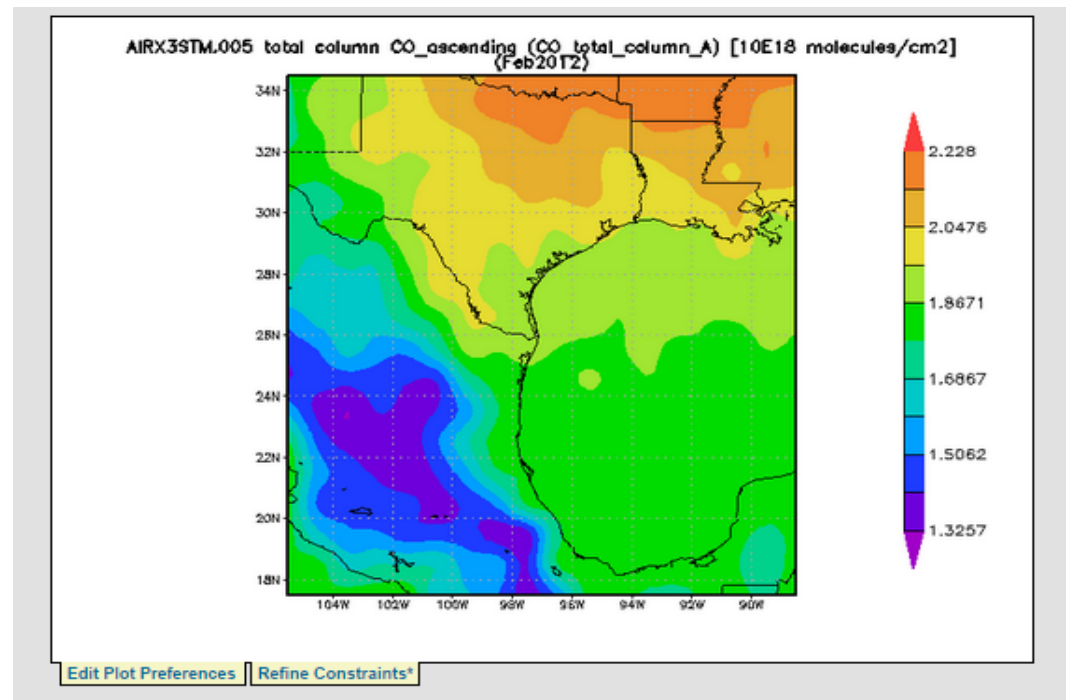 AIRX3STM.005 total column CO_ascending (CO_total_column_A) [10E18 molecules/cm2]
(Feb2012)
34N
32N
30N
28N
26N
24N
22N
20N
18N
104W 102W 100W 98W 96W 94W 92W 90W
2.228
2.0476
1.8671
1.6867
1.5062
1.3257
Edit Plot Preferences Refine Constraints*